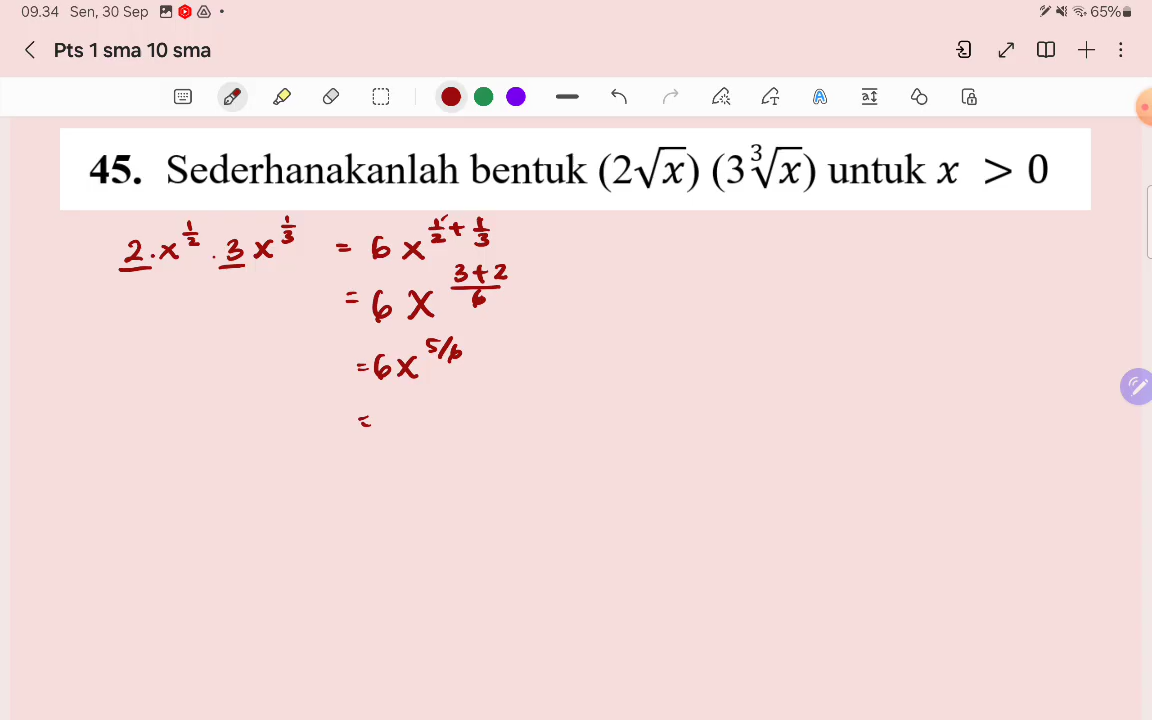 09.34 Sen, 30 Sep 65%
Pts 1 sma 10 sma
45. Sederhanakanlah bentuk (2√x) (3∛x) untuk x > 0
2 · x^(1/2) · 3 x^(1/3) = 6 x^(1/2 + 1/3)
= 6 x^((3+2)/6)
= 6x^(5/6)
=